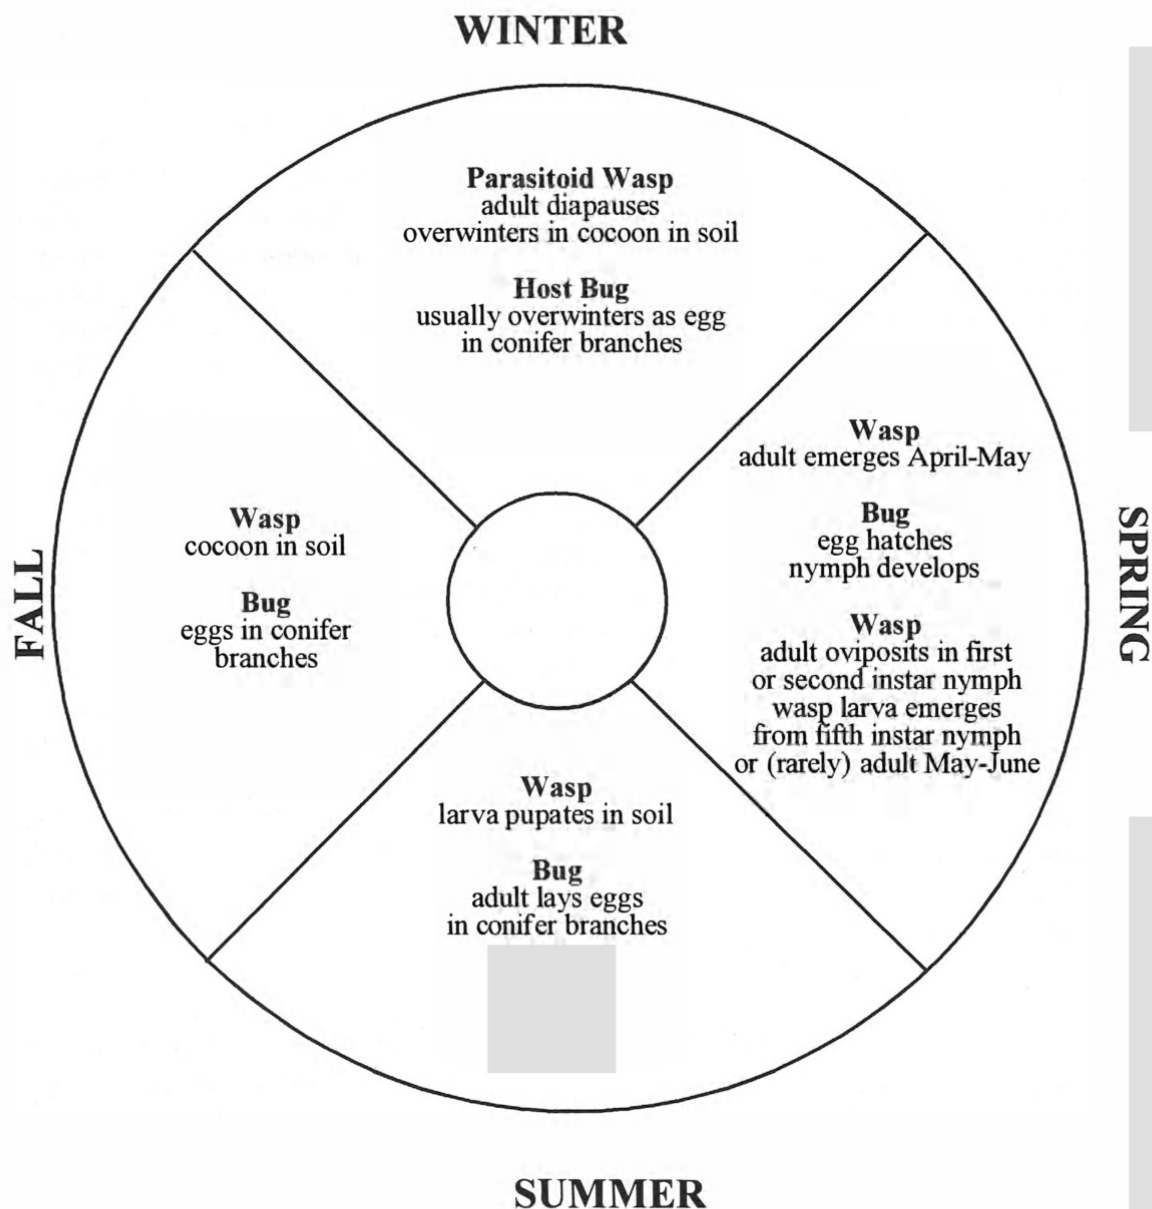 WINTER
Parasitoid Wasp
adult diapauses
overwinters in cocoon in soil
Host Bug
usually overwinters as egg
in conifer branches
Wasp
adult emerges April-May
Bug
egg hatches
nymph develops
Wasp
adult oviposits in first
or second instar nymph
wasp larva emerges
from fifth instar nymph
or (rarely) adult May-June
SPRING
Wasp
larva pupates in soil
Bug
adult lays eggs
in conifer branches
SUMMER
Wasp
cocoon in soil
Bug
eggs in conifer
branches
FALL